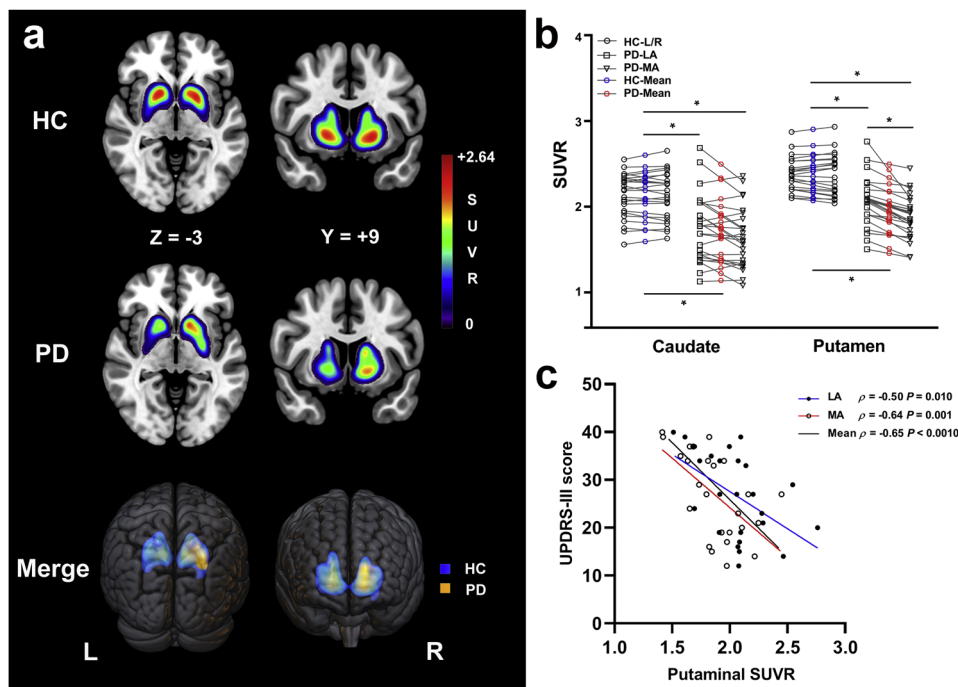 a
HC
+2.64
S
U
V
R
0
Z = -3
Y = +9
PD
Merge
HC
PD
L
R
b
HC-L/R
PD-LA
PD-MA
HC-Mean
PD-Mean
SUVR
4
3
2
1
*
*
*
*
*
*
*
Caudate
Putamen
c
UPDRS-III score
50
40
30
20
10
0
LA ρ = -0.50 P = 0.010
MA ρ = -0.64 P = 0.001
Mean ρ = -0.65 P < 0.0010
1.0 1.5 2.0 2.5 3.0
Putaminal SUVR